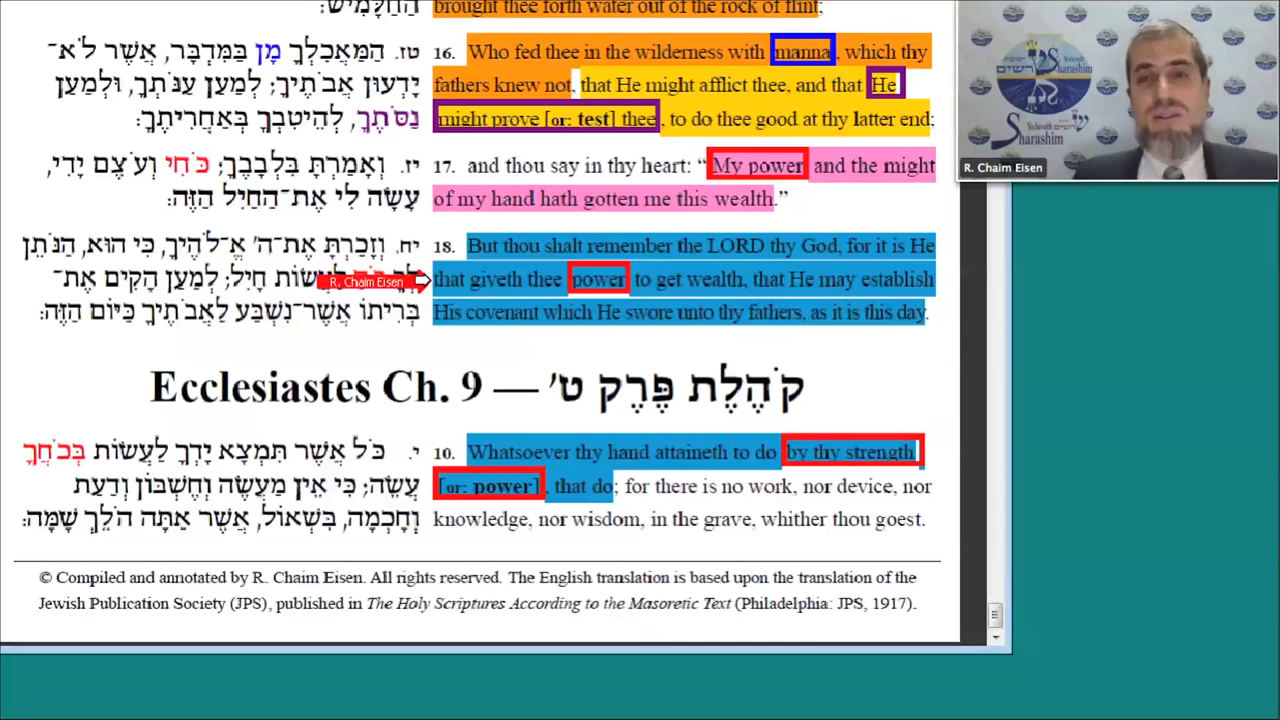 הַחַלָּמִישׁ:
brought thee forth water out of the rock of flint;
טז. הַמַּאֲכִלְךָ מָן בַּמִּדְבָּר, אֲשֶׁר לֹא־
יָדְעוּן אֲבֹתֶיךָ; לְמַעַן עַנֹּתְךָ, וּלְמַעַן
נַסֹּתֶךָ, לְהֵיטִבְךָ בְּאַחֲרִיתֶךָ:
16. Who fed thee in the wilderness with manna, which thy
fathers knew not, that He might afflict thee, and that He
might prove [or: test] thee, to do thee good at thy latter end;
יז. וְאָמַרְתָּ בִּלְבָבֶךָ: כֹּחִי וְעֹצֶם יָדִי,
עָשָׂה לִי אֶת־הַחַיִל הַזֶּה:
17. and thou say in thy heart: “My power and the might
of my hand hath gotten me this wealth.”
יח. וְזָכַרְתָּ אֶת־ה' אֱ־לֹהֶיךָ, כִּי הוּא, הַנֹּתֵן
חָיִל; לְמַעַן הָקִים אֶת־
בְּרִיתוֹ אֲשֶׁר־נִשְׁבַּע לַאֲבֹתֶיךָ כַּיּוֹם הַזֶּה:
18. But thou shalt remember the LORD thy God, for it is He
that giveth thee power to get wealth, that He may establish
His covenant which He swore unto thy fathers, as it is this day.
R. Chaim Eisen
Ecclesiastes Ch. 9 — קֹהֶלֶת פֶּרֶק ט'
י. כֹּל אֲשֶׁר תִּמְצָא יָדְךָ לַעֲשׂוֹת בְּכֹחֲךָ
עֲשֵׂה; כִּי אֵין מַעֲשֶׂה וְחֶשְׁבּוֹן וְדַעַת
וְחָכְמָה, בִּשְׁאוֹל, אֲשֶׁר אַתָּה הֹלֵךְ שָׁמָּה:
10. Whatsoever thy hand attaineth to do by thy strength
[or: power], that do; for there is no work, nor device, nor
knowledge, nor wisdom, in the grave, whither thou goest.
© Compiled and annotated by R. Chaim Eisen. All rights reserved. The English translation is based upon the translation of the
Jewish Publication Society (JPS), published in The Holy Scriptures According to the Masoretic Text (Philadelphia: JPS, 1917).
R. Chaim Eisen